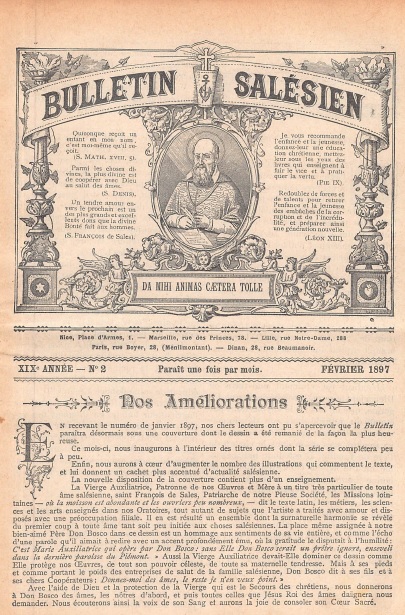 BULLETIN SALÉSIEN
Quiconque reçoit un
enfant en mon nom,
c'est moi-même qu'il re-
çoit.
(S. MATH. XVIII, 5).
Parmi les choses di-
vines, la plus divine est
de coopérer avec Dieu
au salut des âmes.
(S. DENIS).
Un tendre amour en-
vers le prochain est un
des plus grands et excel-
lents dons que la divine
Bonté fait aux hommes.
(S. FRANÇOIS de Sales).
Je vous recommande
l'enfance et la jeunesse,
donnez-leur une éduca-
tion chrétienne; mettez-
leur sous les yeux des
livres qui enseignent à
fuir le vice et à prati-
quer la vertu.
(PIE IX).
Redoublez de forces et
de talents pour retirer
l'enfance et la jeunesse
des embûches de la cor-
ruption et de l'incrédu-
lité, et préparer ainsi
une génération nouvelle.
(LÉON XIII).
DA MIHI ANIMAS CÆTERA TOLLE
Nice, Place d'Armes, 1. — Marseille, rue des Princes, 78. — Lille, rue Notre-Dame, 288
Paris, rue Boyer, 28, (Ménilmontant). — Dinan, 28, rue Beaumanoir.
XIXe ANNÉE — N° 2 Paraît une fois par mois. FÉVRIER 1897
Nos Améliorations
EN recevant le numéro de janvier 1897, nos chers lecteurs ont pu s'apercevoir que le Bulletin
paraîtra désormais sous une couverture dont le dessin a été remanié de la façon la plus heu-
reuse.
Ce mois-ci, nous inaugurons à l'intérieur des titres ornés dont la série se complètera peu
à peu.
Enfin, nous aurons à cœur d'augmenter le nombre des illustrations qui commentent le texte,
et lui donnent un cachet plus accentué d'actualité salésienne.
La nouvelle disposition de la couverture contient plus d'un enseignement.
La Vierge Auxiliatrice, Patronne de nos Œuvres et Mère à un titre très particulier de toute
âme salésienne, saint François de Sales, Patriarche de notre Pieuse Société, les Missions loin-
taines — où la moisson est abondante et les ouvriers peu nombreux, — dit le texte latin, les métiers, les scien-
ces et les arts enseignés dans nos Oratoires, tout autant de sujets que l'artiste a traités avec amour et dis-
posés avec une préoccupation filiale. Il en est résulté un ensemble dont la surnaturelle harmonie se révèle
du premier coup à toute âme tant soit peu initiée aux choses salésiennes. La place même assignée à notre
bien-aimé Père Don Bosco dans ce dessin est un hommage aux sentiments de sa vie entière, et comme l'écho
d'une parole qu'il aimait à redire avec un accent profondément ému, où la gratitude le disputait à l'humilité:
C'est Marie Auxiliatrice qui opère par Don Bosco: sans Elle Don Bosco serait un prêtre ignoré, enseveli
dans la dernière paroisse du Piémont. » Aussi la Vierge Auxiliatrice devait-Elle dominer ce dessin comme
Elle protège nos Œuvres, de tout son pouvoir céleste, de toute sa maternelle tendresse. Mais à ses pieds
et comme portant le poids des entreprises de salut de la famille salésienne, Don Bosco dit à ses fils et à
ses chers Coopérateurs: Donnez-moi des âmes, le reste je n'en veux point. »
Avec l'aide de Dieu et la protection de la Vierge qui est le Secours des chrétiens, nous donnerons
à Don Bosco des âmes, les nôtres d'abord, et puis toutes celles que Jésus Roi des âmes daignera nous
demander. Nous écouterons ainsi la voix de son Sang et aurons la joie de consoler son Cœur Sacré.